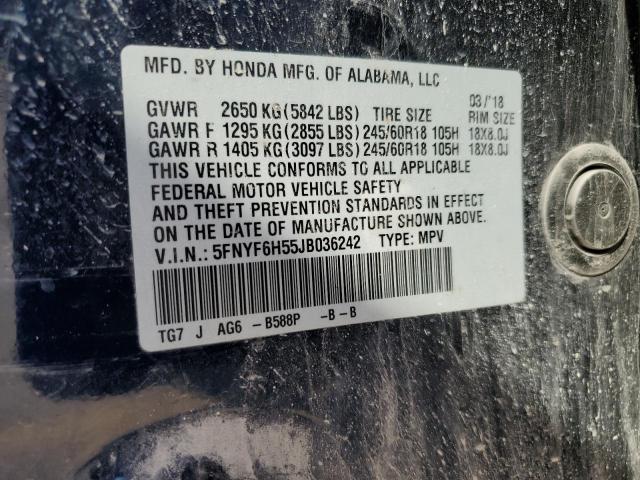 MFD. BY HONDA MFG. OF ALABAMA, LLC
03/'18
GVWR 2650 KG(5842 LBS) TIRE SIZE RIM SIZE
GAWR F 1295 KG(2855 LBS) 245/60R18 105H 18X8.0J
GAWR R 1405 KG(3097 LBS) 245/60R18 105H 18X8.0J
THIS VEHICLE CONFORMS TO ALL APPLICABLE
FEDERAL MOTOR VEHICLE SAFETY
AND THEFT PREVENTION STANDARDS IN EFFECT
ON THE DATE OF MANUFACTURE SHOWN ABOVE.
V.I.N.: 5FNYF6H55JB036242 TYPE: MPV
TG7 J AG6 -B588P -B-B